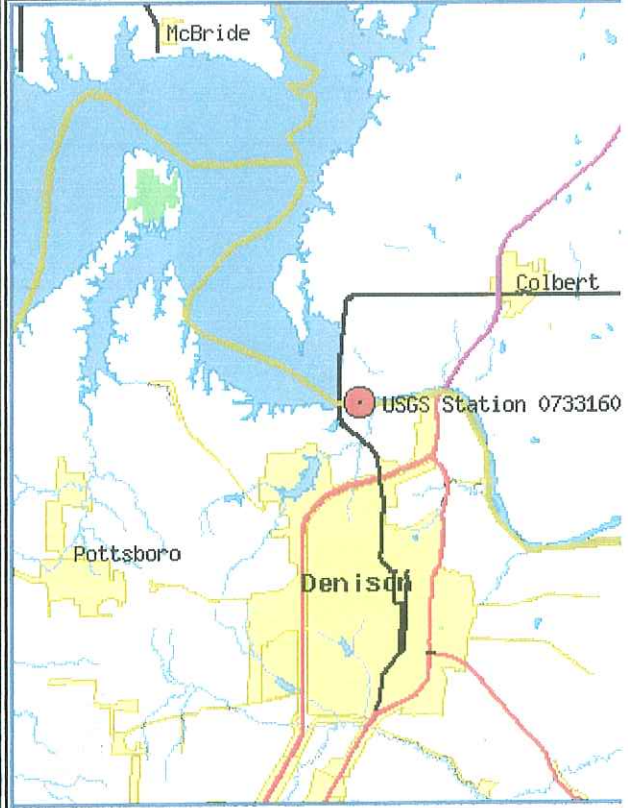 McBride
Colbert
USGS Station 0733160
Pottsboro
Denison